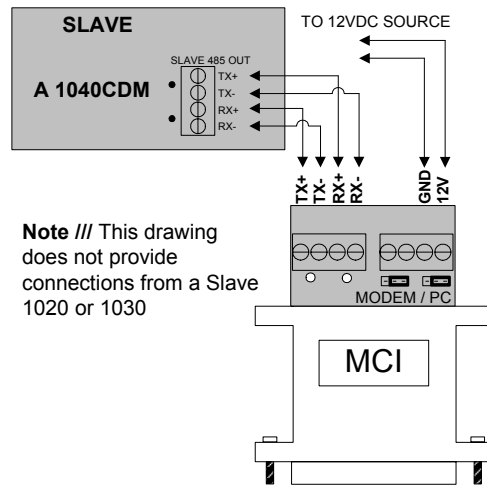 SLAVE
TO 12VDC SOURCE
SLAVE 485 OUT
A 1040CDM
TX+
TX-
RX+
RX-
TX+
TX-
RX+
RX-
GND
12V
Note /// This drawing
does not provide
connections from a Slave
1020 or 1030
MODEM / PC
MCI